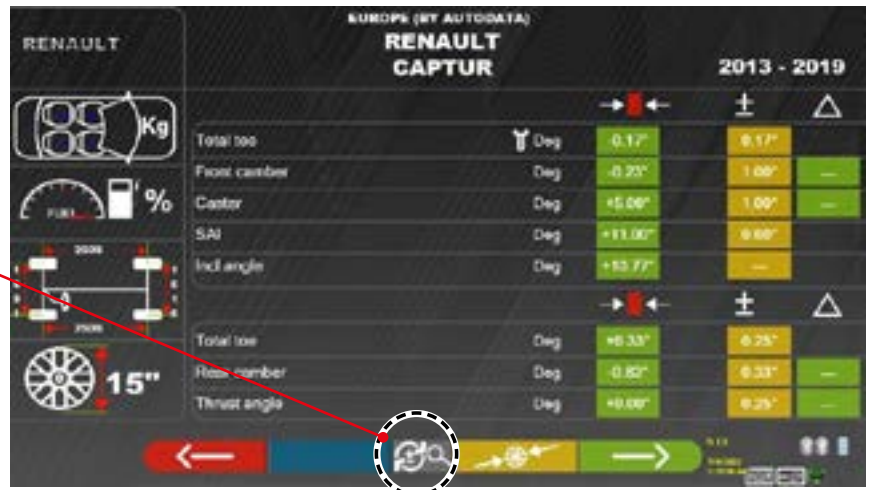 EUROPE (BY AUTODATA)
RENAULT
RENAULT
CAPTUR
2013 - 2019
Kg
±
Total toe Deg -0.17° 0.17°
Front camber Deg -0.23° 1.00° —
FUEL %
Caster Deg +5.00° 1.00° —
SAI Deg +11.00° 0.60°
Incl angle Deg —
±
Total toe Deg +0.33° 0.25°
15"
Rear camber Deg -0.82° 0.33° —
Thrust angle Deg +0.00° 0.25° —